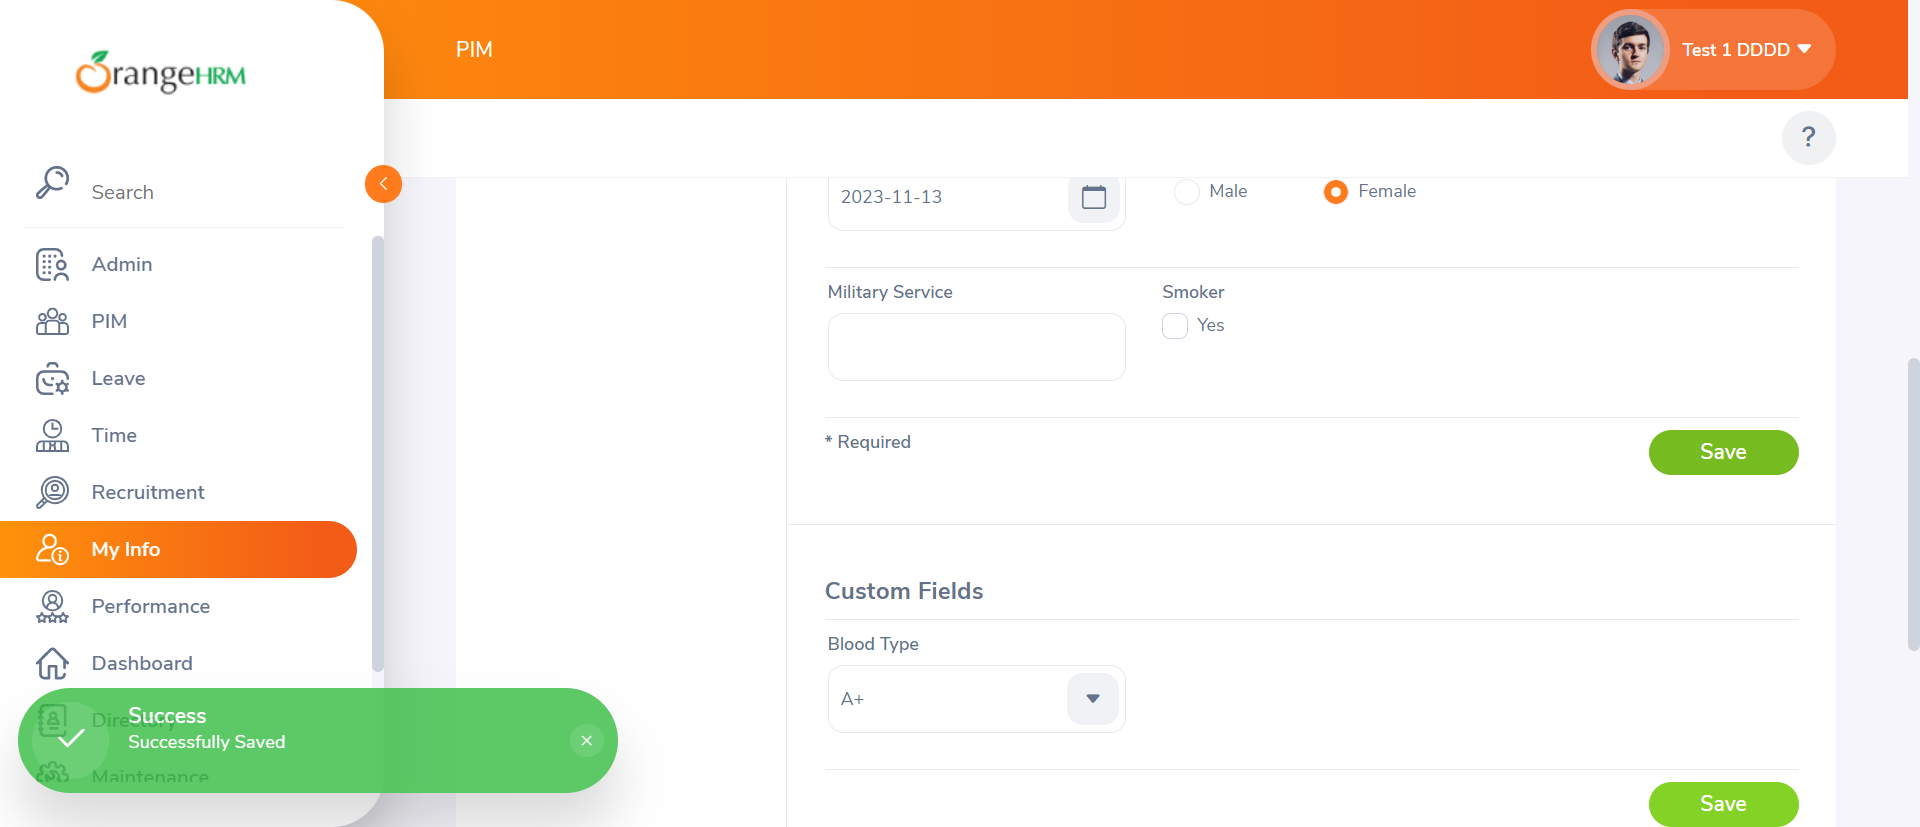 OrangeHRM
PIM
Test 1 DDDD
?
Search
Admin
PIM
Leave
Time
Recruitment
My Info
Performance
Dashboard
Directory
Maintenance
Success
Successfully Saved
2023-11-13
Male
Female
Military Service
Smoker
Yes
* Required
Save
Custom Fields
Blood Type
A+
Save